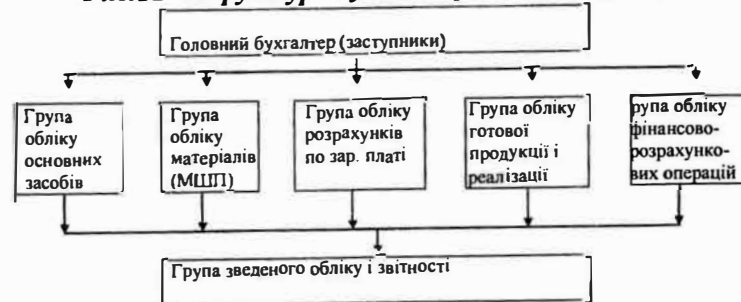 Головний бухгалтер (заступники)
Група
обліку
основних
засобів
Група
обліку
матеріалів
(МШП)
Група
обліку
розрахунків
по зар. платі
Група обліку
готової
продукції і
реалізації
рупа обліку
фінансово-
розрахунко-
вих операцій
Група зведеного обліку і звітності